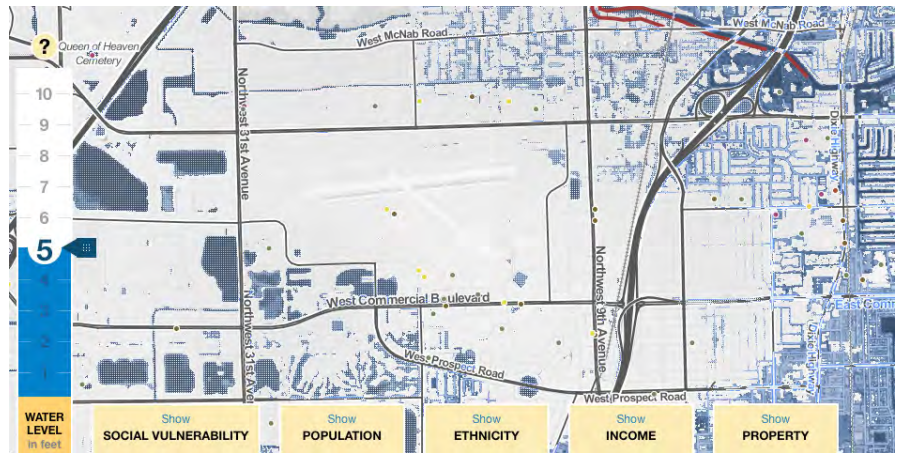 West McNab Road
West McNab Road
?
Queen of Heaven
Cemetery
10
9
8
7
6
5
4
3
2
1
Northwest 31st Avenue
Dixie Highway
Northwest 9th Avenue
West Commercial Boulevard
East Comm
Northwest 31st Aven
Dixie Highway
West Prospect Road
West Prospect Road
WATER
LEVEL
in feet
Show
SOCIAL VULNERABILITY
Show
POPULATION
Show
ETHNICITY
Show
INCOME
Show
PROPERTY